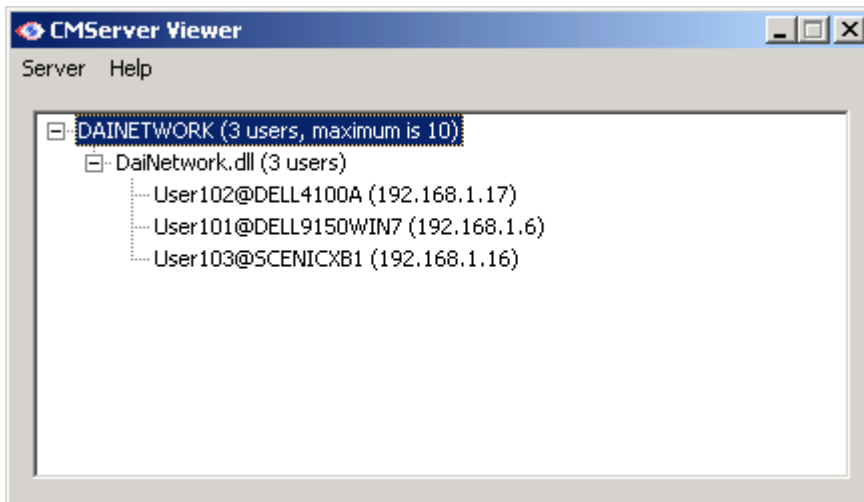 CMServer Viewer
Server Help
DAINETWORK (3 users, maximum is 10)
DaiNetwork.dll (3 users)
User102@DELL4100A (192.168.1.17)
User101@DELL9150WIN7 (192.168.1.6)
User103@SCENICXB1 (192.168.1.16)